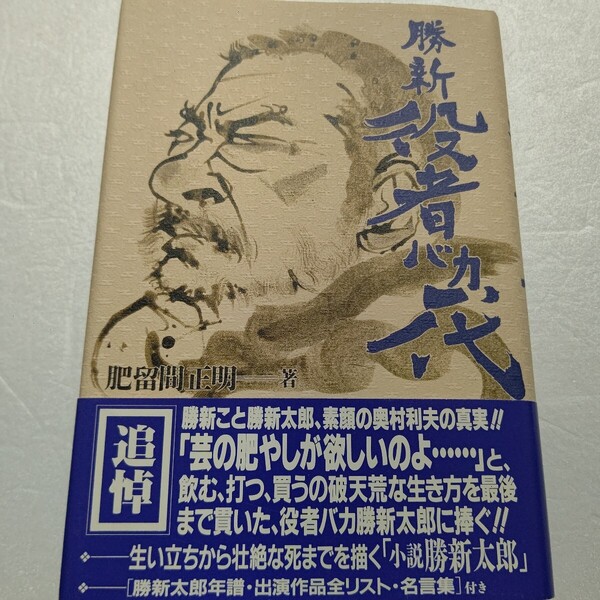 勝新
役者バカ一代
肥留間正明――著
追悼
勝新こと勝新太郎、素顔の奥村利夫の真実!!
「芸の肥やしが欲しいのよ……」と、
飲む、打つ、買うの破天荒な生き方を最後
まで貫いた、役者バカ勝新太郎に捧ぐ!!
❖――生い立ちから壮絶な死までを描く「小説 勝新太郎」
❖――[勝新太郎年譜・出演作品全リスト・名言集]付き